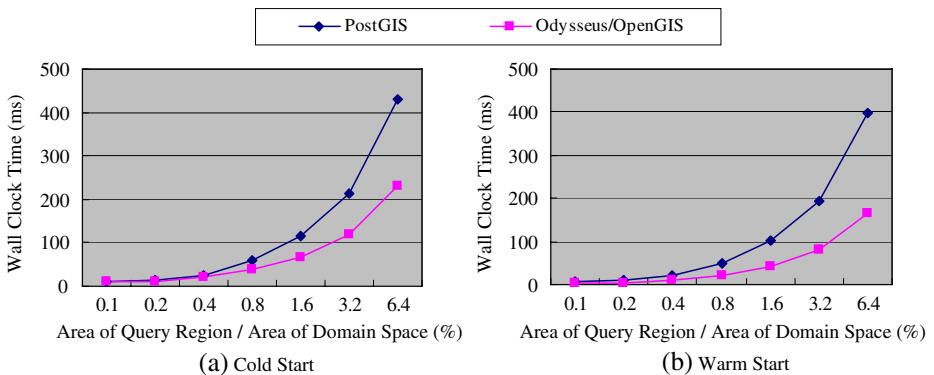 PostGIS Odysseus/OpenGIS
Wall Clock Time (ms)
500
400
300
200
100
0
0.1 0.2 0.4 0.8 1.6 3.2 6.4
Area of Query Region / Area of Domain Space (%)
(a) Cold Start
Wall Clock Time (ms)
500
400
300
200
100
0
0.1 0.2 0.4 0.8 1.6 3.2 6.4
Area of Query Region / Area of Domain Space (%)
(b) Warm Start